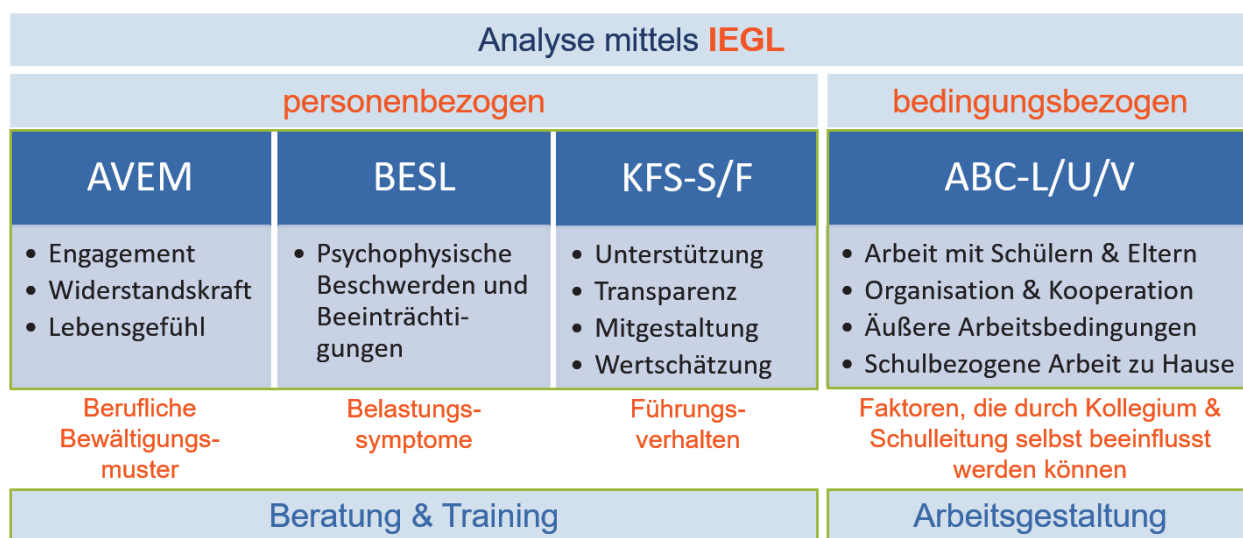 Analyse mittels IEGL
personenbezogen
bedingungsbezogen
AVEM
BESL
KFS-S/F
ABC-L/U/V
• Engagement
• Widerstandskraft
• Lebensgefühl
• Psychophysische
Beschwerden und
Beeinträchti-
gungen
• Unterstützung
• Transparenz
• Mitgestaltung
• Wertschätzung
• Arbeit mit Schülern & Eltern
• Organisation & Kooperation
• Äußere Arbeitsbedingungen
• Schulbezogene Arbeit zu Hause
Berufliche
Bewältigungs-
muster
Belastungs-
symptome
Führungs-
verhalten
Faktoren, die durch Kollegium &
Schulleitung selbst beeinflusst
werden können
Beratung & Training
Arbeitsgestaltung